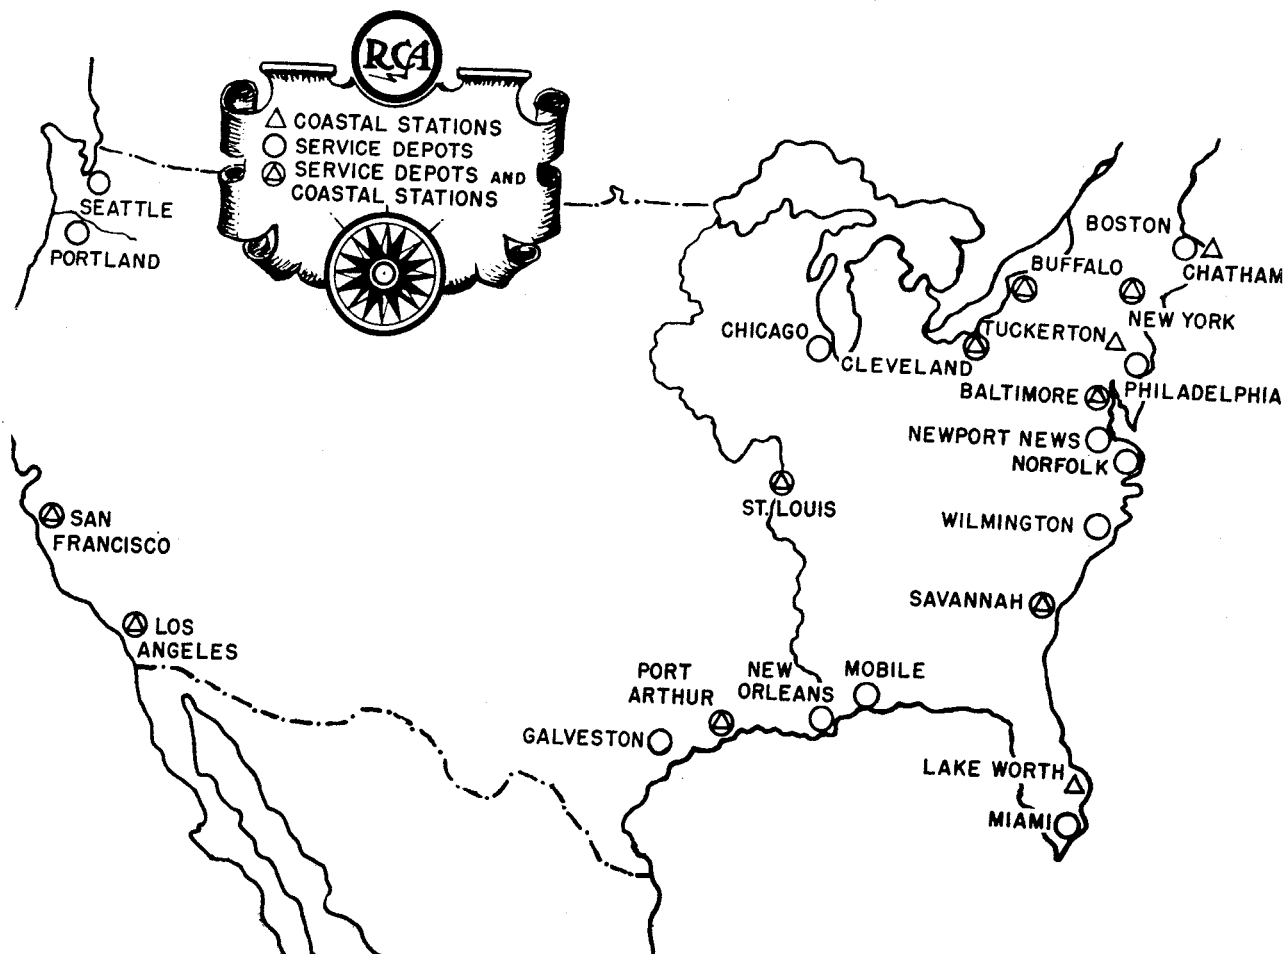 RCA
COASTAL STATIONS
SERVICE DEPOTS
SERVICE DEPOTS AND
COASTAL STATIONS
SEATTLE
PORTLAND
BOSTON
CHATHAM
BUFFALO
NEW YORK
TUCKERTON
CHICAGO
CLEVELAND
PHILADELPHIA
BALTIMORE
NEWPORT NEWS
NORFOLK
ST. LOUIS
WILMINGTON
SAN
FRANCISCO
SAVANNAH
LOS
ANGELES
PORT
ARTHUR
NEW
ORLEANS
MOBILE
GALVESTON
LAKE WORTH
MIAMI